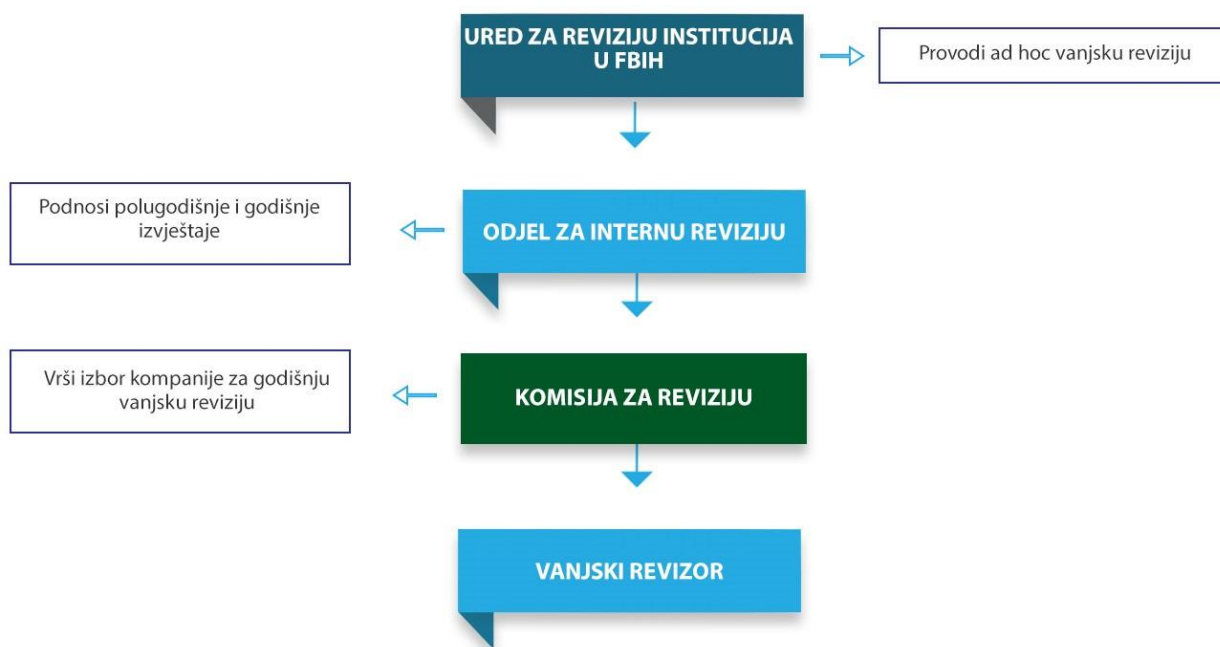 URED ZA REVIZIJU INSTITUCIJA
U FBIH
Provodi ad hoc vanjsku reviziju
Podnosi polugodišnje i godišnje
izvještaje
ODJEL ZA INTERNU REVIZIJU
Vrši izbor kompanije za godišnju
vanjsku reviziju
KOMISIJA ZA REVIZIJU
VANJSKI REVIZOR